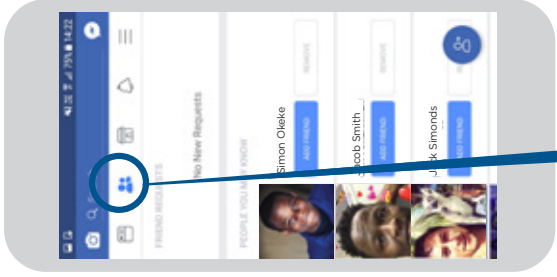 75% 14:22
FRIEND REQUESTS
No New Requests
PEOPLE YOU MAY KNOW
Simon Okeke
ADD FRIEND
REMOVE
Jacob Smith
ADD FRIEND
REMOVE
Jack Simonds
ADD FRIEND